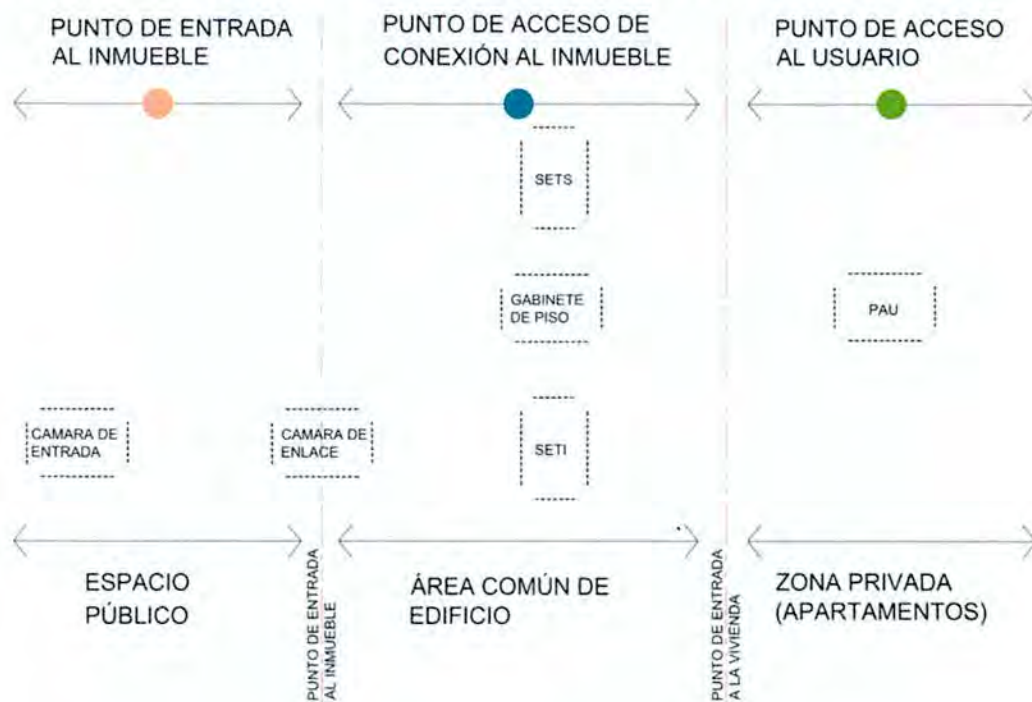 PUNTO DE ENTRADA
AL INMUEBLE
PUNTO DE ACCESO DE
CONEXIÓN AL INMUEBLE
PUNTO DE ACCESO
AL USUARIO
SETS
GABINETE
DE PISO
PAU
CAMARA DE
ENTRADA
CAMARA DE
ENLACE
SETI
ESPACIO
PÚBLICO
PUNTO DE ENTRADA
AL INMUEBLE
ÁREA COMÚN DE
EDIFICIO
PUNTO DE ENTRADA
A LA VIVIENDA
ZONA PRIVADA
(APARTAMENTOS)